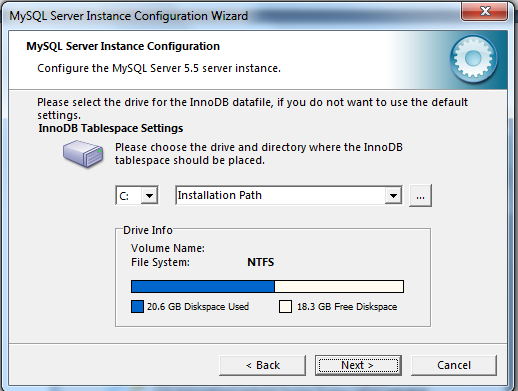 MySQL Server Instance Configuration Wizard
MySQL Server Instance Configuration
Configure the MySQL Server 5.5 server instance.
Please select the drive for the InnoDB datafile, if you do not want to use the default
settings.
InnoDB Tablespace Settings
Please choose the drive and directory where the InnoDB
tablespace should be placed.
C: Installation Path ...
Drive Info
Volume Name:
File System: NTFS
20.6 GB Diskspace Used 18.3 GB Free Diskspace
< Back Next > Cancel